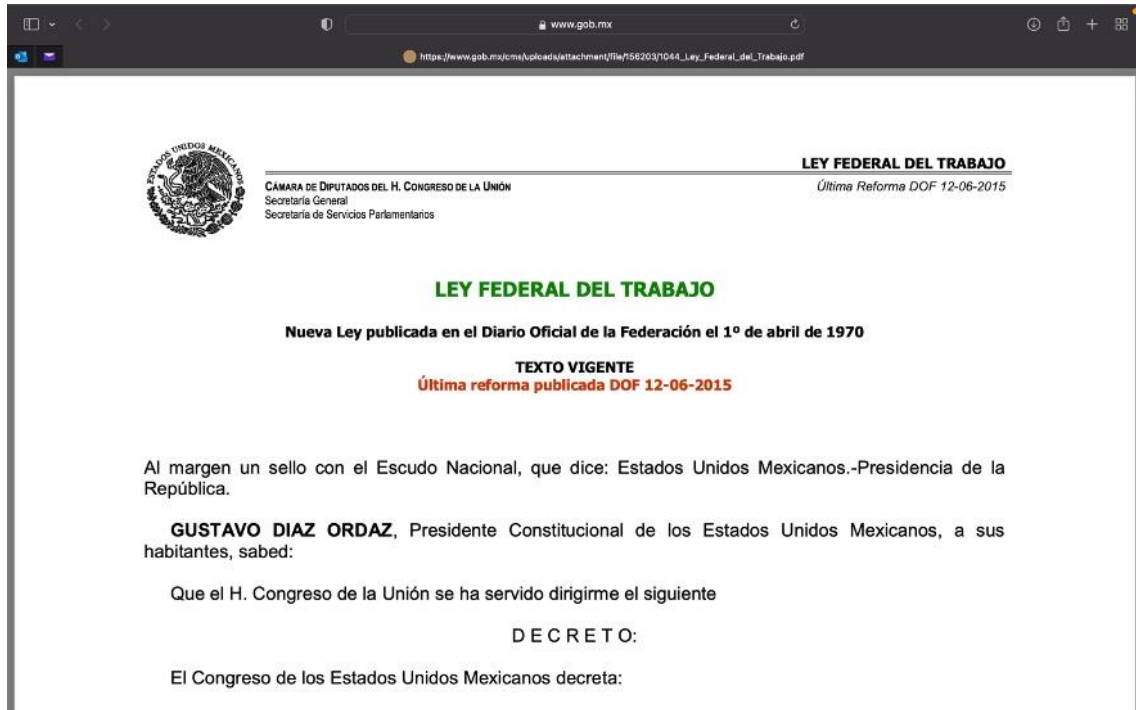 www.gob.mx
https://www.gob.mx/cms/uploads/attachment/file/156203/1044_Ley_Federal_del_Trabajo.pdf
ESTADOS UNIDOS MEXICANOS
LEY FEDERAL DEL TRABAJO
CÁMARA DE DIPUTADOS DEL H. CONGRESO DE LA UNIÓN
Última Reforma DOF 12-06-2015
Secretaría General
Secretaría de Servicios Parlamentarios
LEY FEDERAL DEL TRABAJO
Nueva Ley publicada en el Diario Oficial de la Federación el 1º de abril de 1970
TEXTO VIGENTE
Última reforma publicada DOF 12-06-2015
Al margen un sello con el Escudo Nacional, que dice: Estados Unidos Mexicanos.-Presidencia de la
República.
GUSTAVO DIAZ ORDAZ, Presidente Constitucional de los Estados Unidos Mexicanos, a sus
habitantes, sabed:
Que el H. Congreso de la Unión se ha servido dirigirme el siguiente
D E C R E T O:
El Congreso de los Estados Unidos Mexicanos decreta: